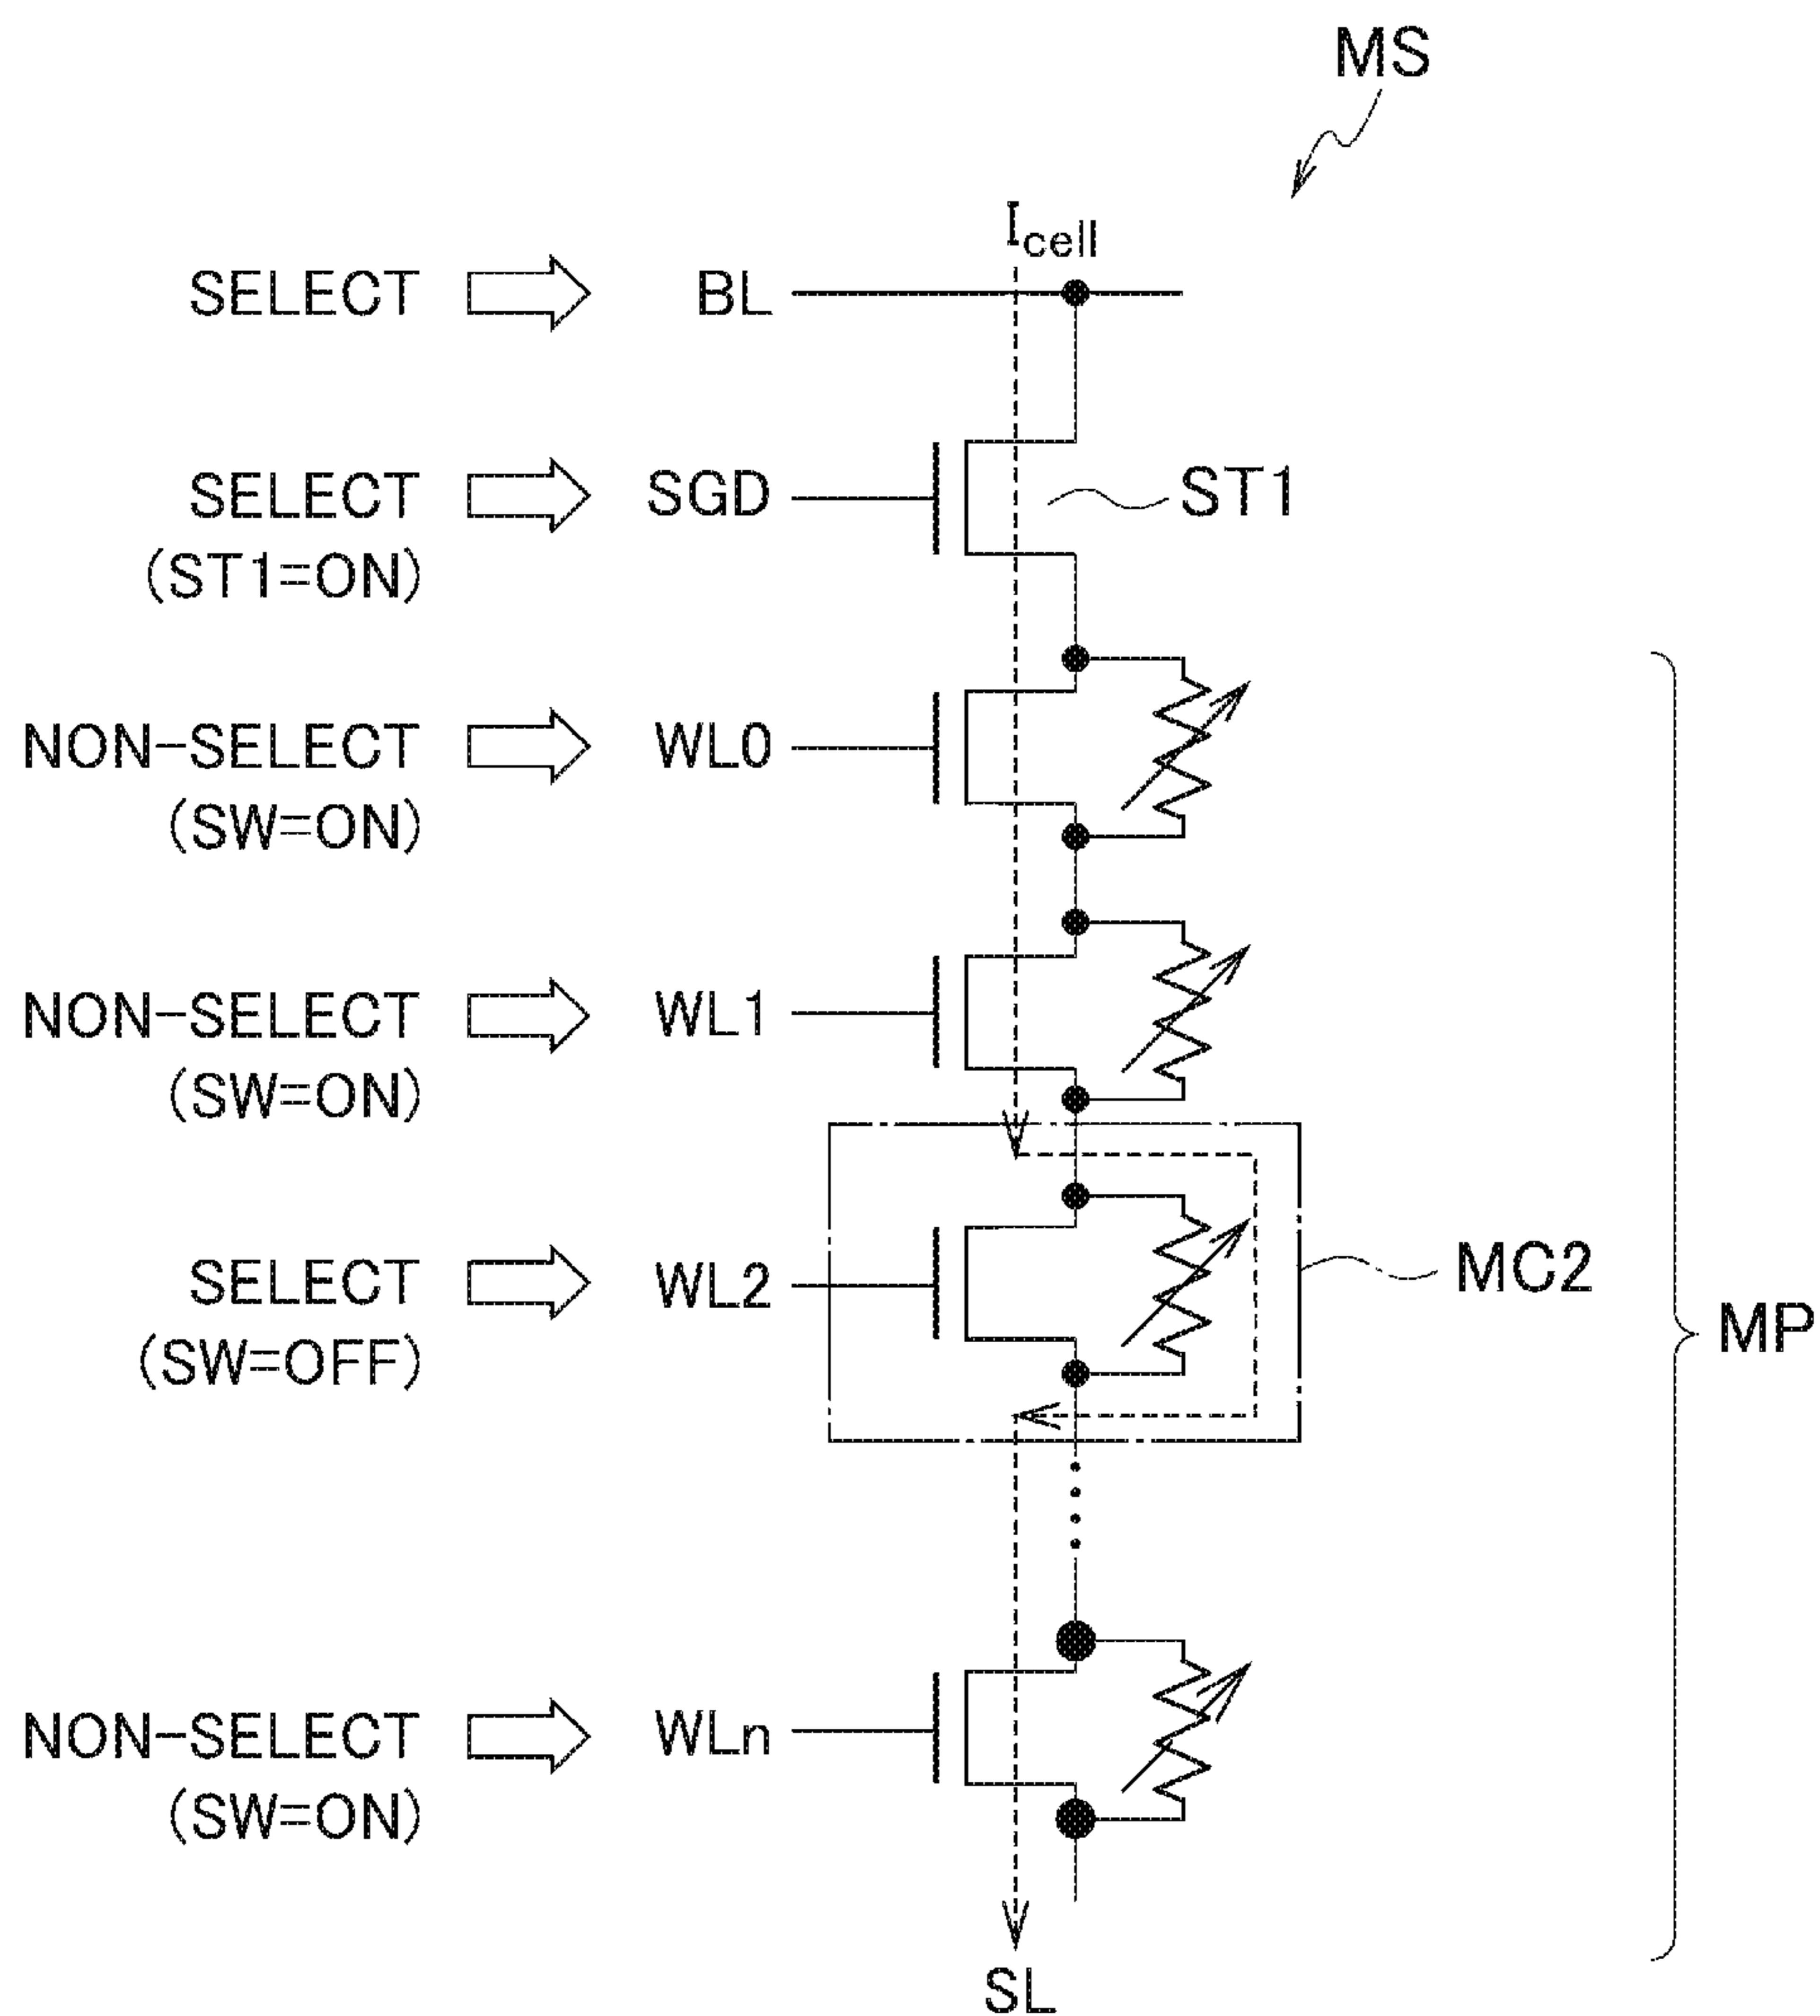 MS
Icell
SELECT BL
SELECT SGD ST1
(ST1=ON)
NON-SELECT WL0
(SW=ON)
NON-SELECT WL1
(SW=ON)
SELECT WL2 MC2
(SW=OFF)
MP
NON-SELECT WLn
(SW=ON)
SL